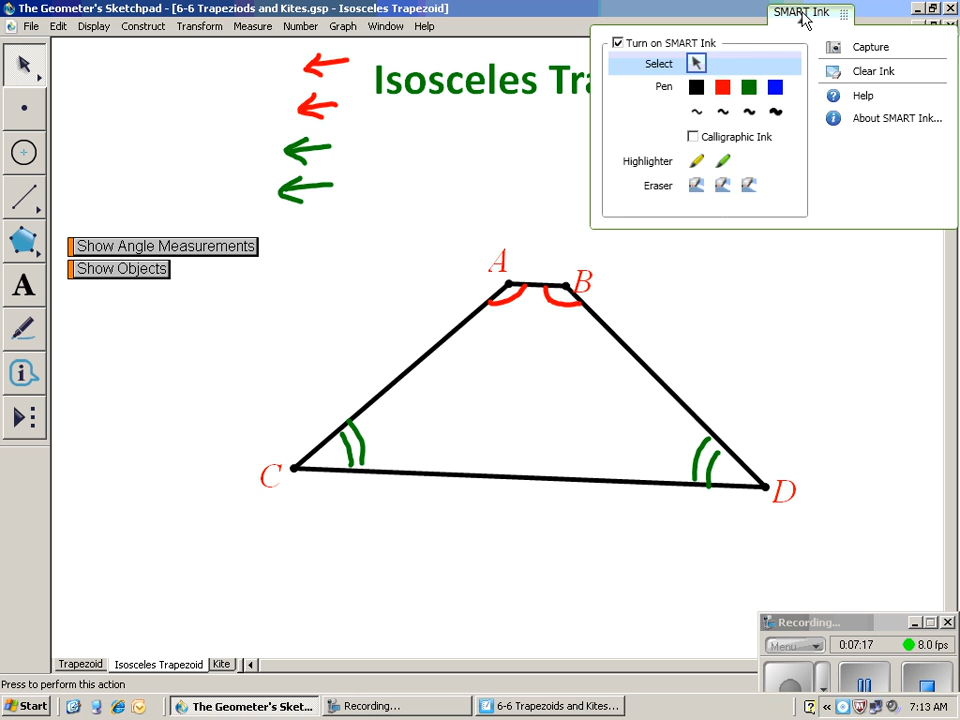 The Geometer's Sketchpad - [6-6 Trapeziods and Kites.gsp - Isosceles Trapezoid]
SMART Ink
File Edit Display Construct Transform Measure Number Graph Window Help
Turn on SMART Ink
Capture
Select
Clear Ink
Pen
Help
About SMART Ink...
Calligraphic Ink
Highlighter
Eraser
Isosceles
Show Angle Measurements
Show Objects
A
B
C
D
A
Recording...
Menu
0:07:17
8.0 fps
Trapezoid Isosceles Trapezoid Kite
Press to perform this action
Start
The Geometer's Sket...
Recording...
6-6 Trapezoids and Kites...
7:13 AM